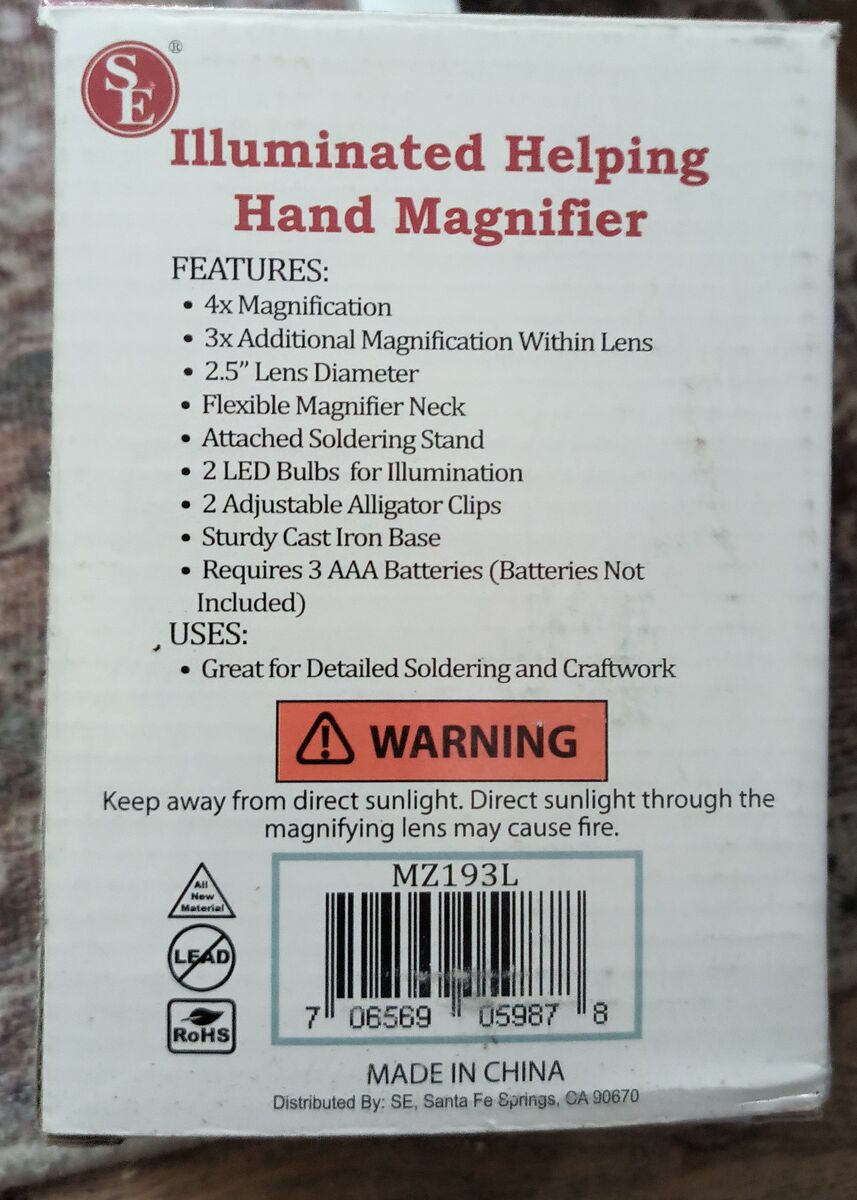 SE®
Illuminated Helping
Hand Magnifier
FEATURES:
• 4x Magnification
• 3x Additional Magnification Within Lens
• 2.5” Lens Diameter
• Flexible Magnifier Neck
• Attached Soldering Stand
• 2 LED Bulbs for Illumination
• 2 Adjustable Alligator Clips
• Sturdy Cast Iron Base
• Requires 3 AAA Batteries (Batteries Not
Included)
USES:
• Great for Detailed Soldering and Craftwork
WARNING
Keep away from direct sunlight. Direct sunlight through the
magnifying lens may cause fire.
All
New
Material
LEAD
RoHS
MZ193L
7 06569 05987 8
MADE IN CHINA
Distributed By: SE, Santa Fe Springs, CA 90670